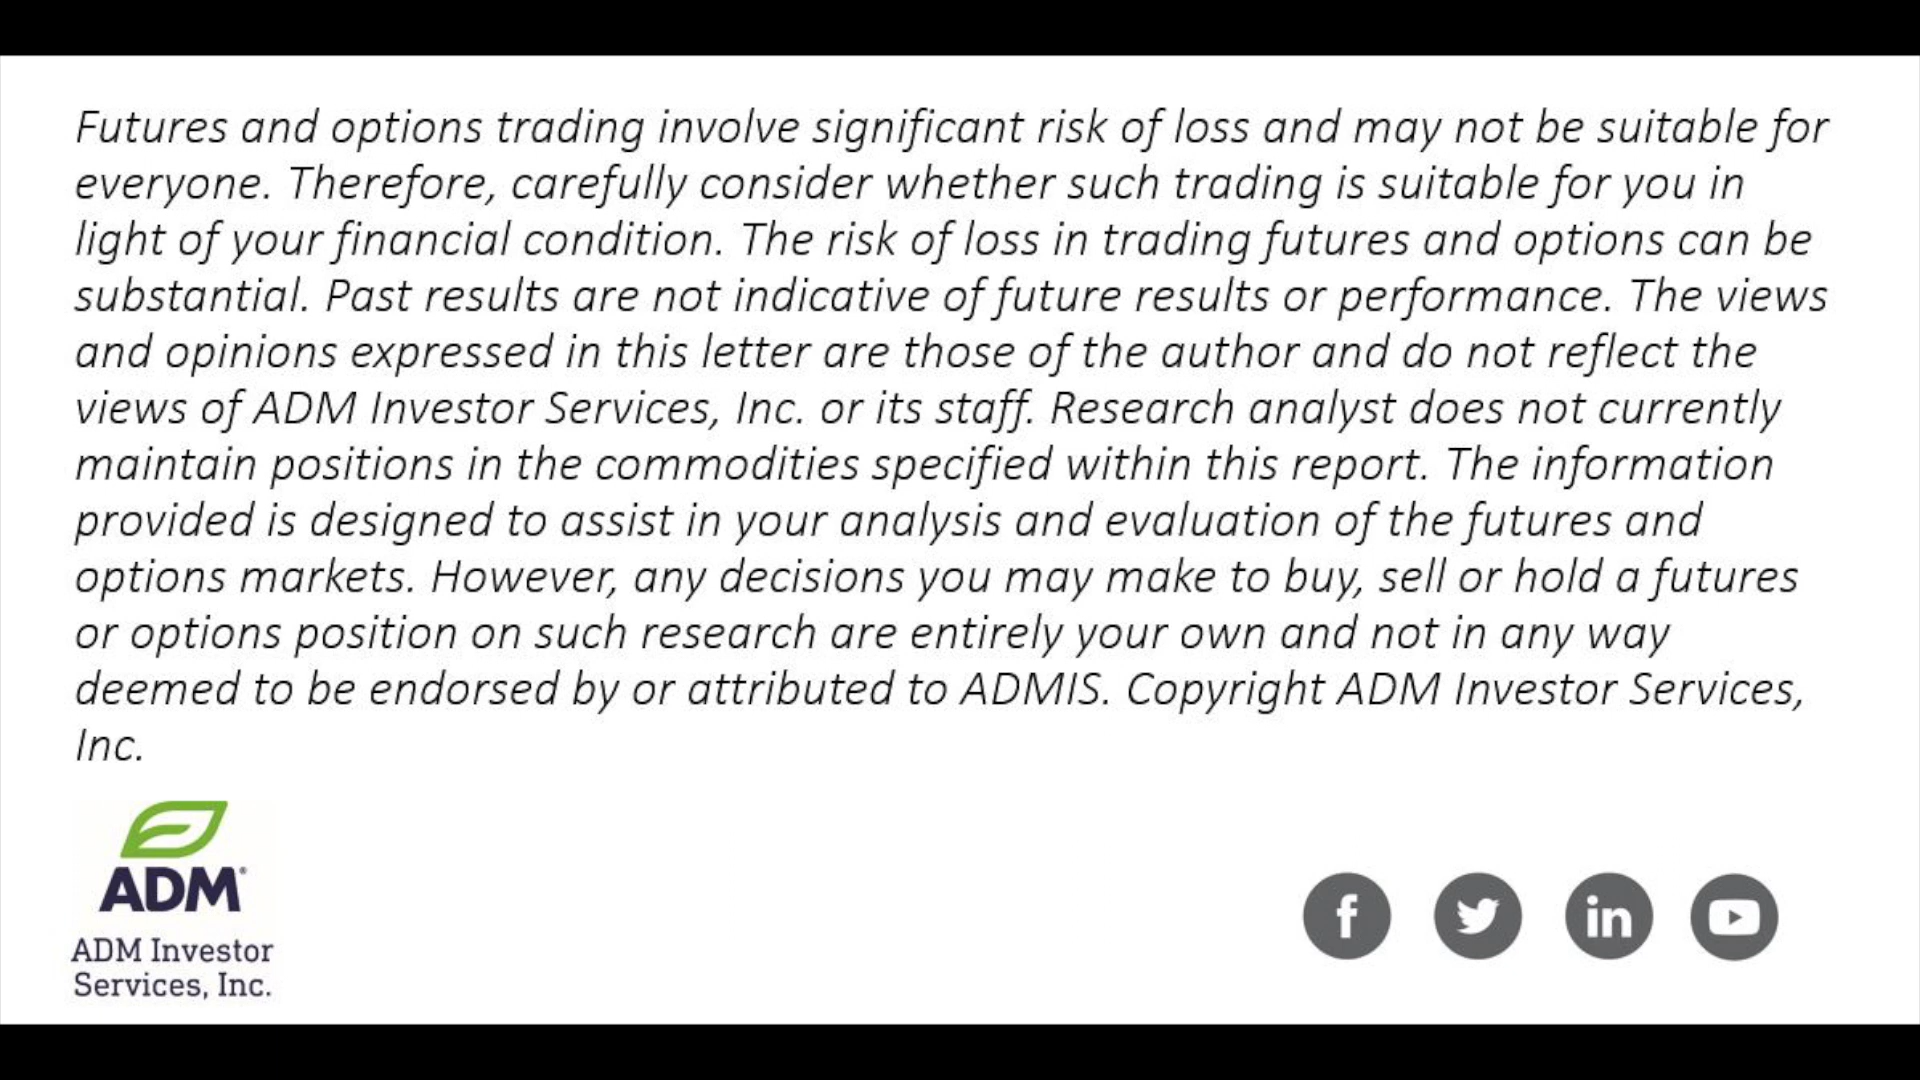 Futures and options trading involve significant risk of loss and may not be suitable for
everyone. Therefore, carefully consider whether such trading is suitable for you in
light of your financial condition. The risk of loss in trading futures and options can be
substantial. Past results are not indicative of future results or performance. The views
and opinions expressed in this letter are those of the author and do not reflect the
views of ADM Investor Services, Inc. or its staff. Research analyst does not currently
maintain positions in the commodities specified within this report. The information
provided is designed to assist in your analysis and evaluation of the futures and
options markets. However, any decisions you may make to buy, sell or hold a futures
or options position on such research are entirely your own and not in any way
deemed to be endorsed by or attributed to ADMIS. Copyright ADM Investor Services,
Inc.
ADM®
ADM Investor
Services, Inc.
f in